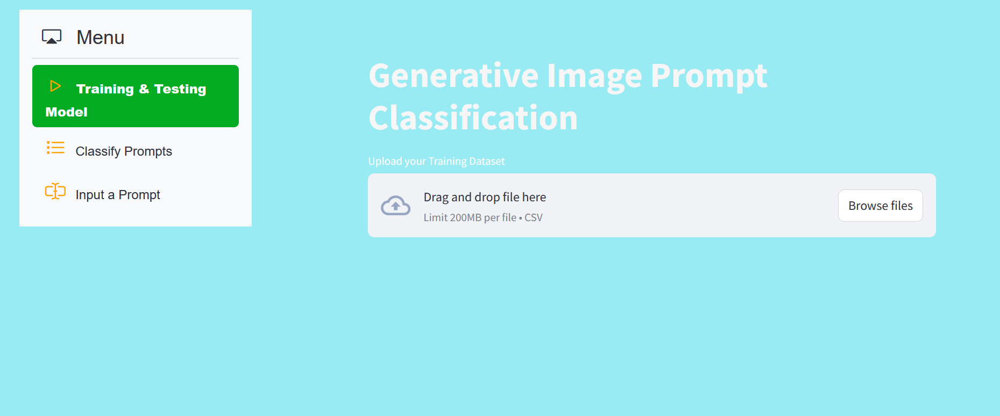 Menu
Training & Testing
Model
Classify Prompts
Input a Prompt
Generative Image Prompt
Classification
Upload your Training Dataset
Drag and drop file here
Limit 200MB per file • CSV
Browse files